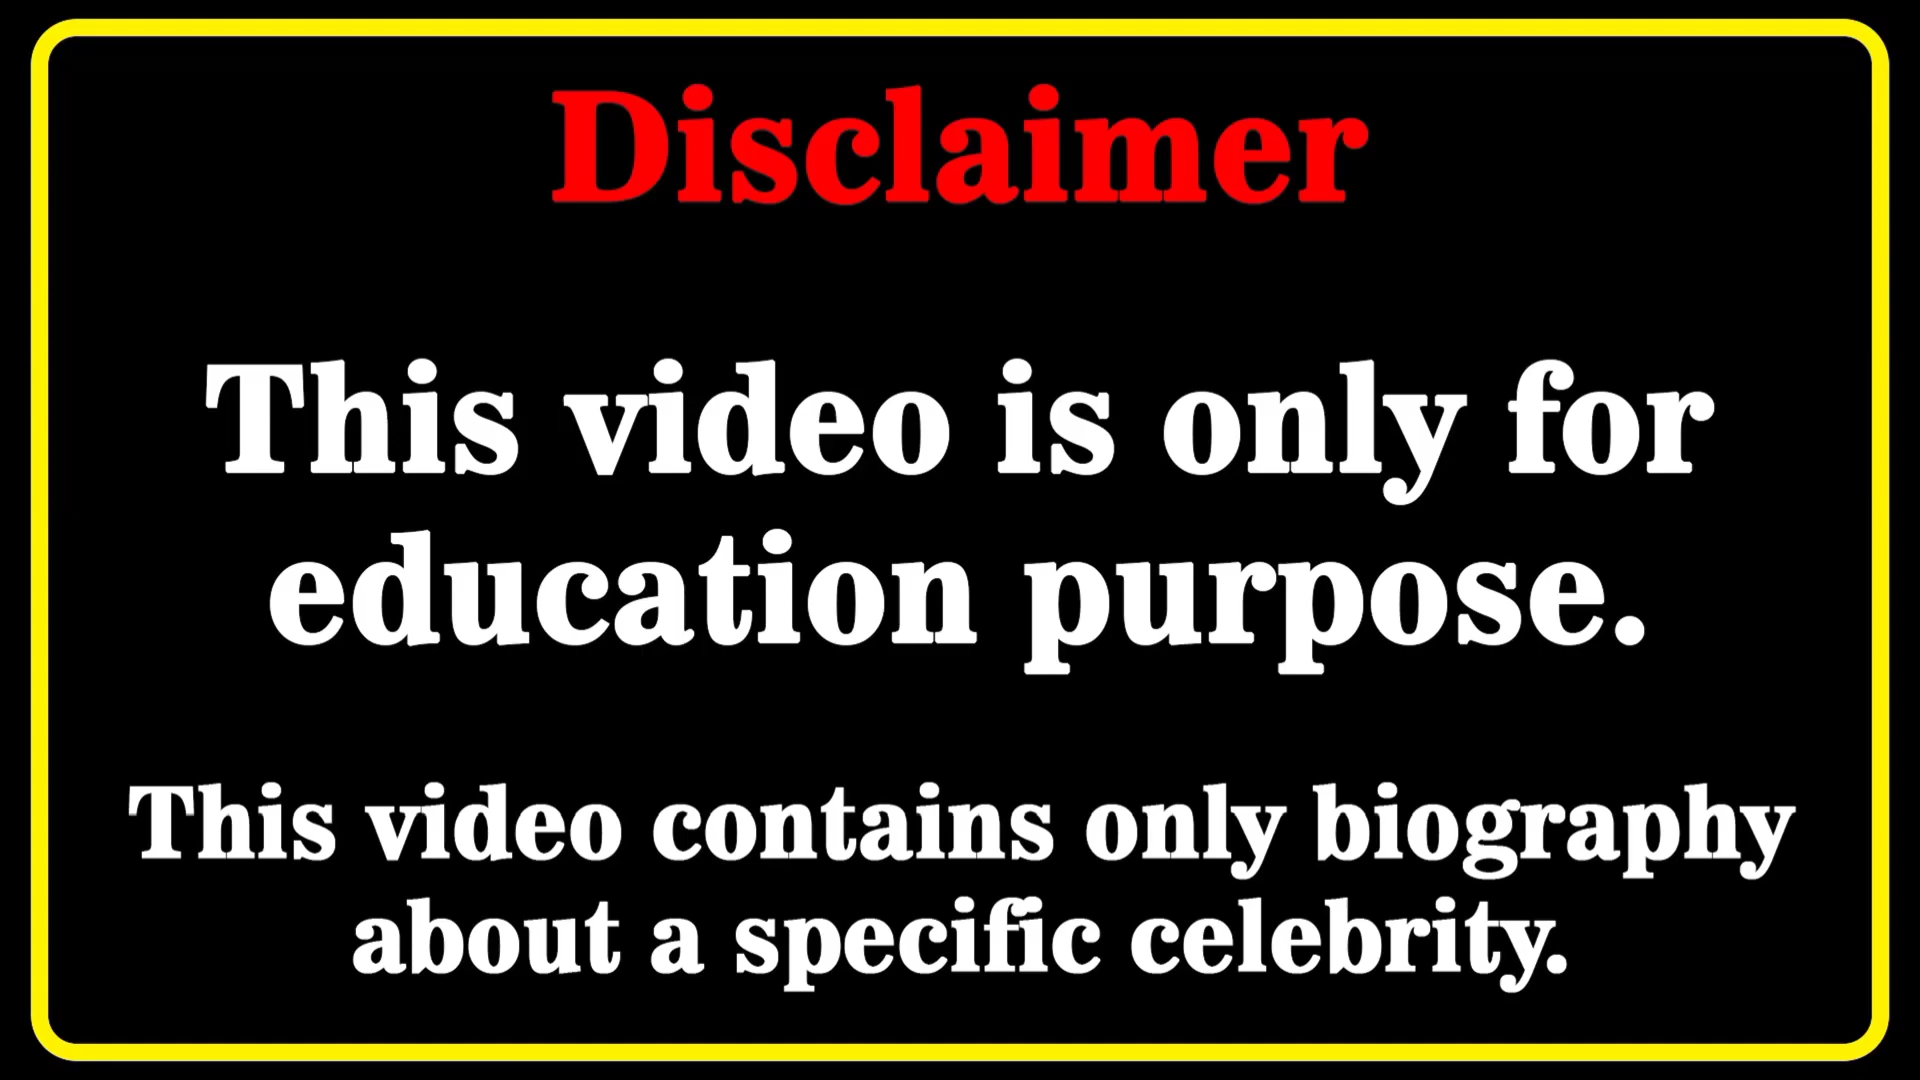 Disclaimer
This video is only for
education purpose.
This video contains only biography
about a specific celebrity.